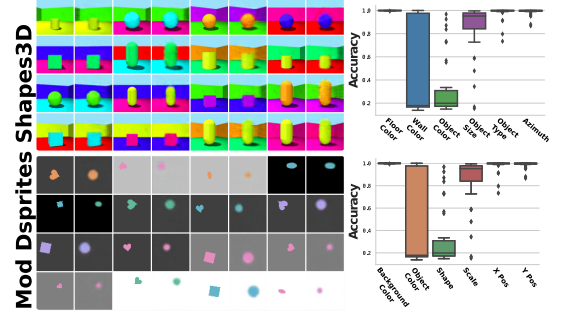 Shapes3D
Mod Dsprites
Accuracy
1.0
0.8
0.6
0.4
0.2
Floor Color
Wall Color
Object Color
Object Size
Object Type
Azimuth
Accuracy
1.0
0.8
0.6
0.4
0.2
Background Color
Object Color
Shape
Scale
X Pos
Y Pos